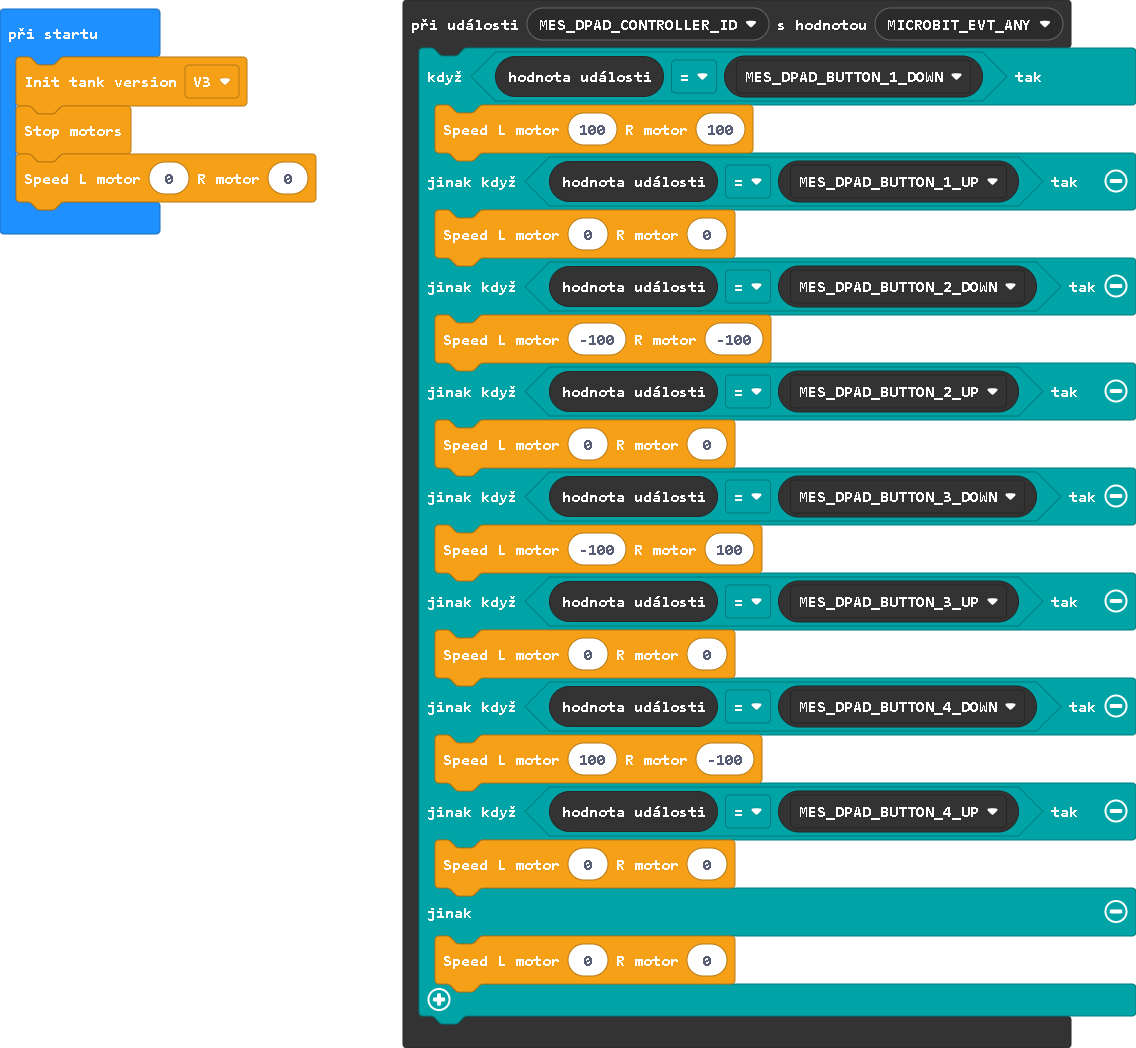 při startu
Init tank version V3
Stop motors
Speed L motor 0 R motor 0
při události MES_DPAD_CONTROLLER_ID s hodnotou MICROBIT_EVT_ANY
když hodnota události = MES_DPAD_BUTTON_1_DOWN tak
Speed L motor 100 R motor 100
jinak když hodnota události = MES_DPAD_BUTTON_1_UP tak
Speed L motor 0 R motor 0
jinak když hodnota události = MES_DPAD_BUTTON_2_DOWN tak
Speed L motor -100 R motor -100
jinak když hodnota události = MES_DPAD_BUTTON_2_UP tak
Speed L motor 0 R motor 0
jinak když hodnota události = MES_DPAD_BUTTON_3_DOWN tak
Speed L motor -100 R motor 100
jinak když hodnota události = MES_DPAD_BUTTON_3_UP tak
Speed L motor 0 R motor 0
jinak když hodnota události = MES_DPAD_BUTTON_4_DOWN tak
Speed L motor 100 R motor -100
jinak když hodnota události = MES_DPAD_BUTTON_4_UP tak
Speed L motor 0 R motor 0
jinak
Speed L motor 0 R motor 0